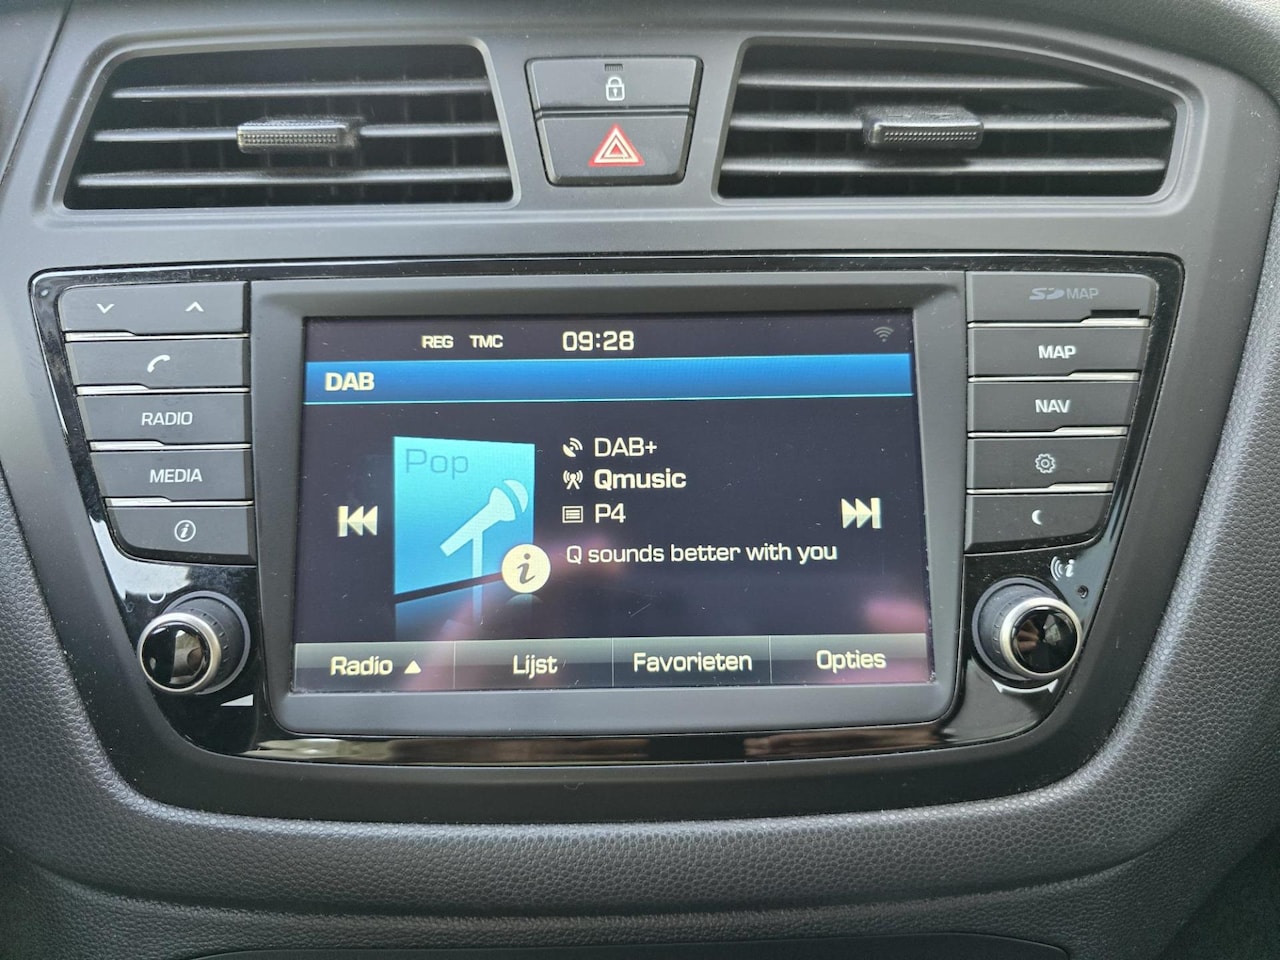 SD MAP
REG TMC 09:28
MAP
DAB
RADIO
NAV
Pop
DAB+
Qmusic
MEDIA
P4
Q sounds better with you
i
i
i
Radio ▲ Lijst Favorieten Opties